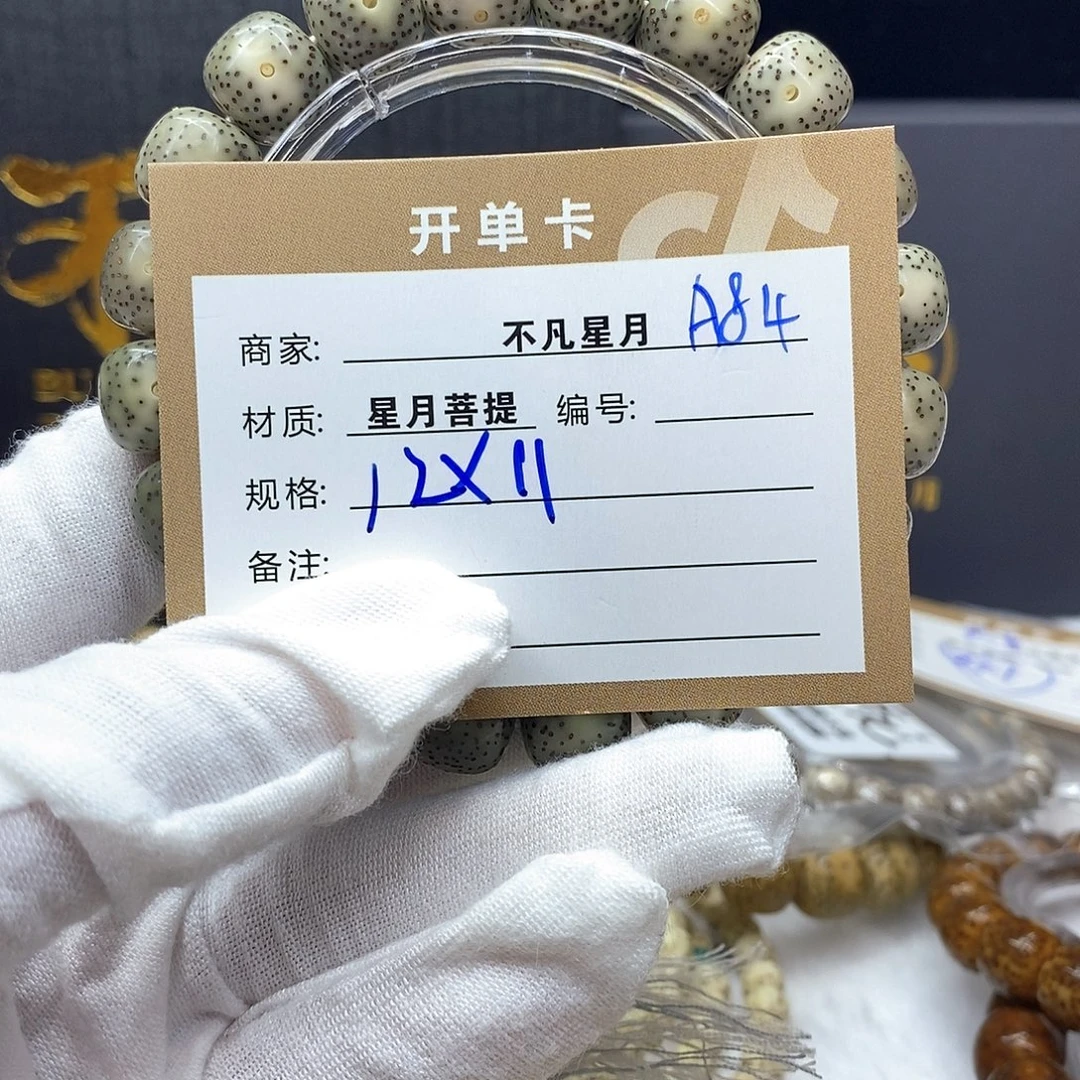 开单卡
商家: 不凡星月 A84
材质: 星月菩提 编号:
规格: 12X11
备注: